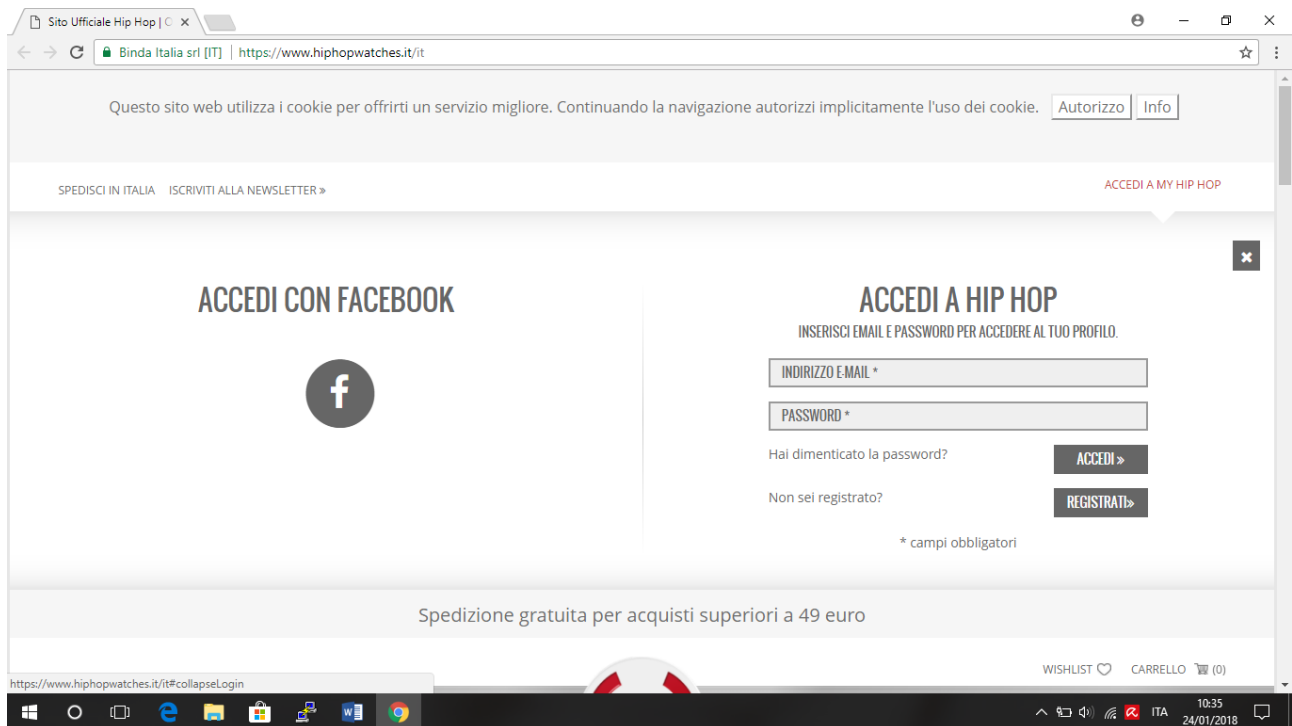 Sito Ufficiale Hip Hop | O
Binda Italia srl [IT] | https://www.hiphopwatches.it/it
Questo sito web utilizza i cookie per offrirti un servizio migliore. Continuando la navigazione autorizzi implicitamente l'uso dei cookie. Autorizzo Info
SPEDISCI IN ITALIA ISCRIVITI ALLA NEWSLETTER » ACCEDI A MY HIP HOP
ACCEDI CON FACEBOOK
f
ACCEDI A HIP HOP
INSERISCI EMAIL E PASSWORD PER ACCEDERE AL TUO PROFILO.
INDIRIZZO E-MAIL *
PASSWORD *
Hai dimenticato la password? ACCEDI »
Non sei registrato? REGISTRATI»
* campi obbligatori
Spedizione gratuita per acquisti superiori a 49 euro
WISHLIST CARRELLO (0)
https://www.hiphopwatches.it/it#collapseLogin
ITA 10:35
24/01/2018